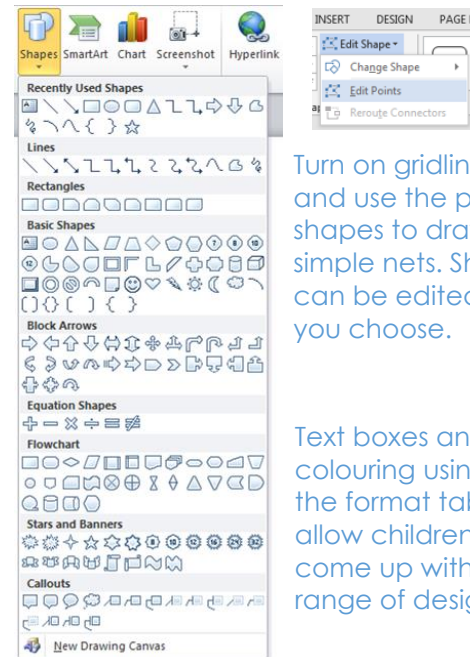 Shapes SmartArt Chart Screenshot Hyperlink
Recently Used Shapes
Lines
Rectangles
Basic Shapes
Block Arrows
Equation Shapes
Flowchart
Stars and Banners
Callouts
New Drawing Canvas
INSERT DESIGN PAGE
Edit Shape
Change Shape
Edit Points
Reroute Connectors
Turn on gridlin
and use the p
shapes to dra
simple nets. Sh
can be edited
you choose.
Text boxes an
colouring usin
the format tab
allow children
come up with
range of desig